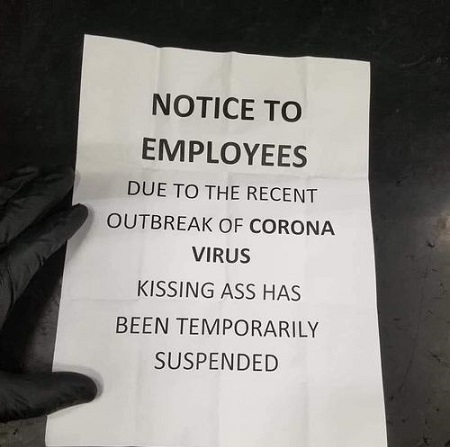 NOTICE TO
EMPLOYEES
DUE TO THE RECENT
OUTBREAK OF CORONA
VIRUS
KISSING ASS HAS
BEEN TEMPORARILY
SUSPENDED